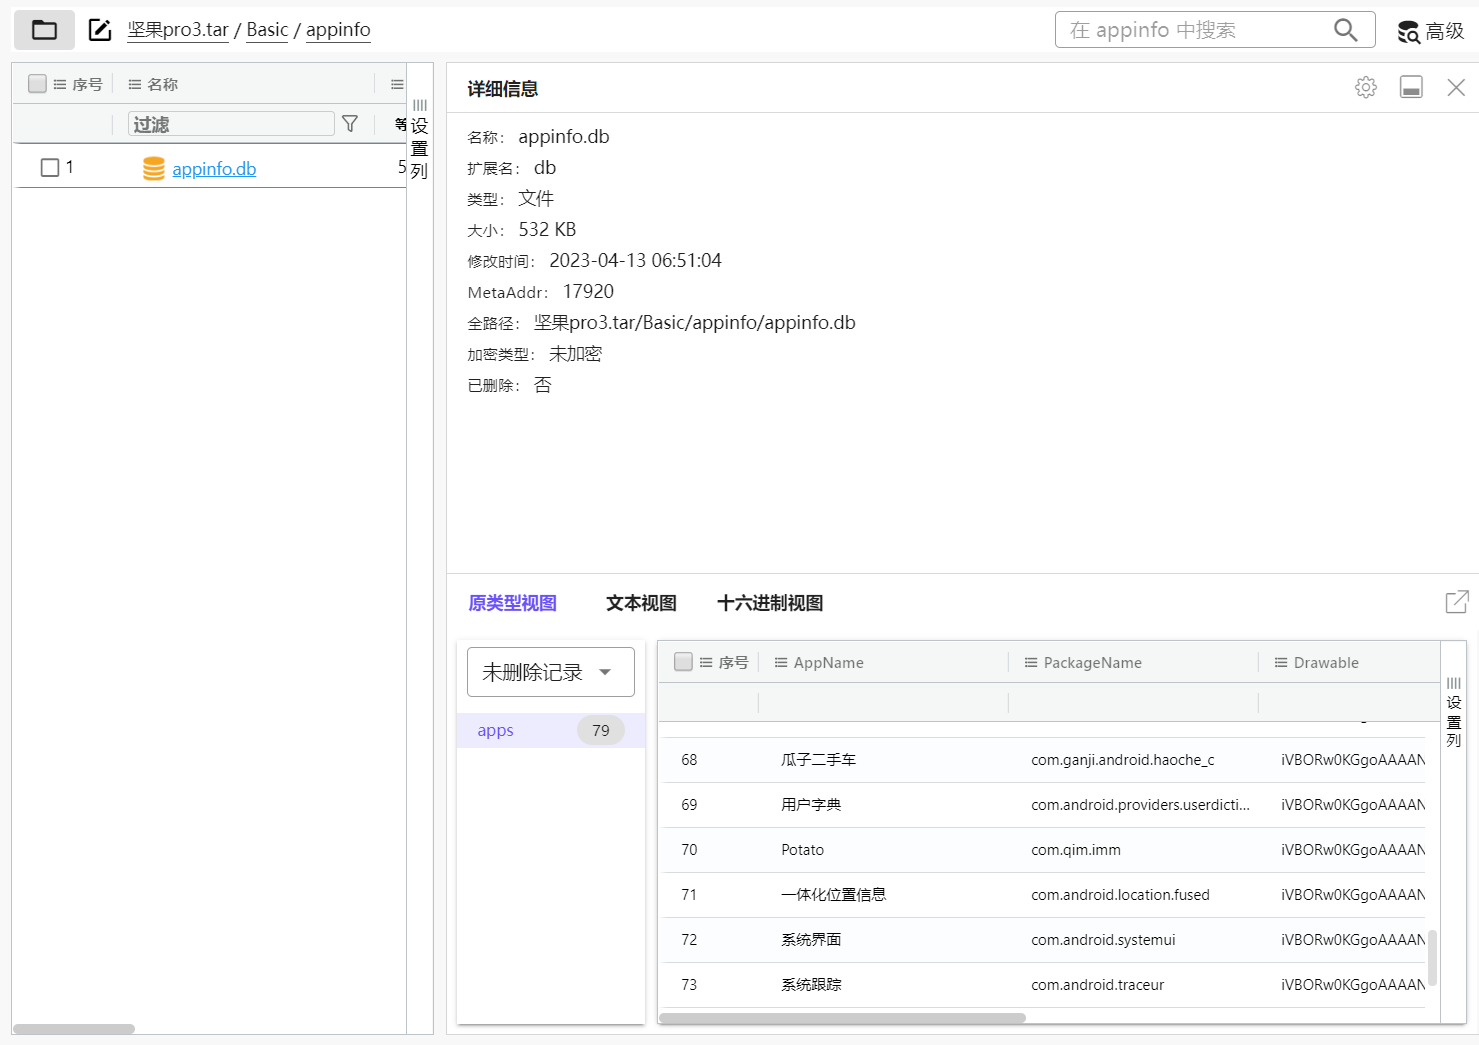 坚果pro3.tar / Basic / appinfo
在 appinfo 中搜索
高级
序号
名称
过滤
设置列
1
appinfo.db
5
详细信息
名称： appinfo.db
扩展名： db
类型： 文件
大小： 532 KB
修改时间： 2023-04-13 06:51:04
MetaAddr： 17920
全路径： 坚果pro3.tar/Basic/appinfo/appinfo.db
加密类型： 未加密
已删除： 否
原类型视图 文本视图 十六进制视图
未删除记录
apps 79
序号 AppName PackageName Drawable
设置列
68 瓜子二手车 com.ganji.android.haoche_c iVBORw0KGgoAAAAN
69 用户字典 com.android.providers.userdicti... iVBORw0KGgoAAAAN
70 Potato com.qim.imm iVBORw0KGgoAAAAN
71 一体化位置信息 com.android.location.fused iVBORw0KGgoAAAAN
72 系统界面 com.android.systemui iVBORw0KGgoAAAAN
73 系统跟踪 com.android.traceur iVBORw0KGgoAAAAN